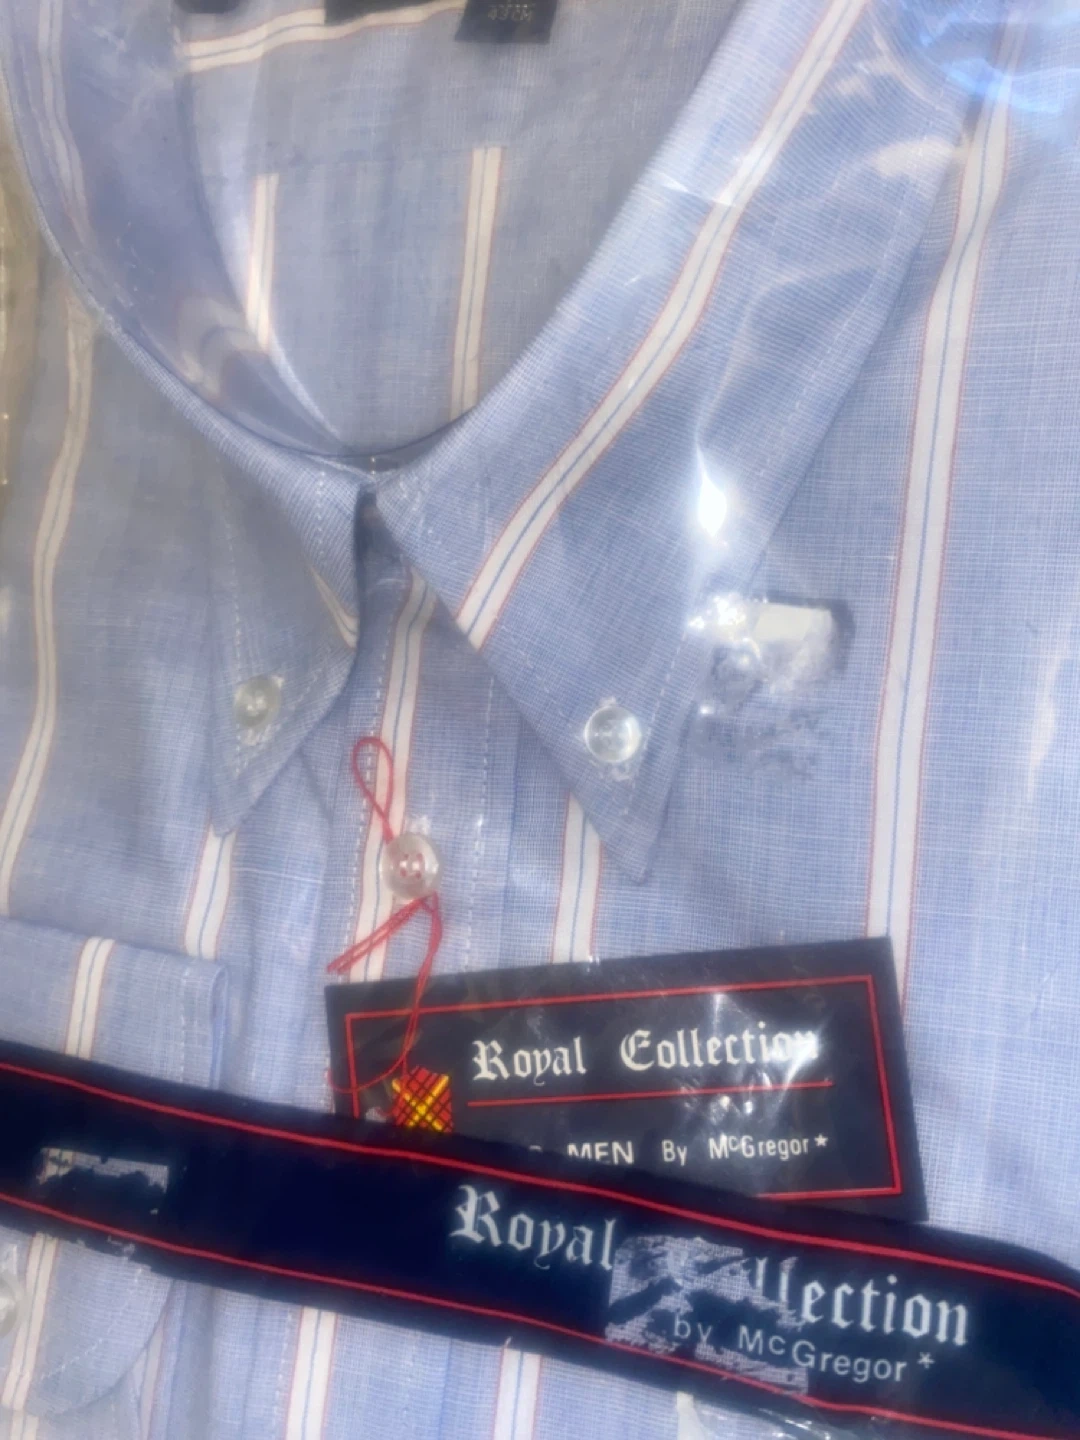 Royal Collection
MEN By McGregor*
Royal llection
by McGregor*